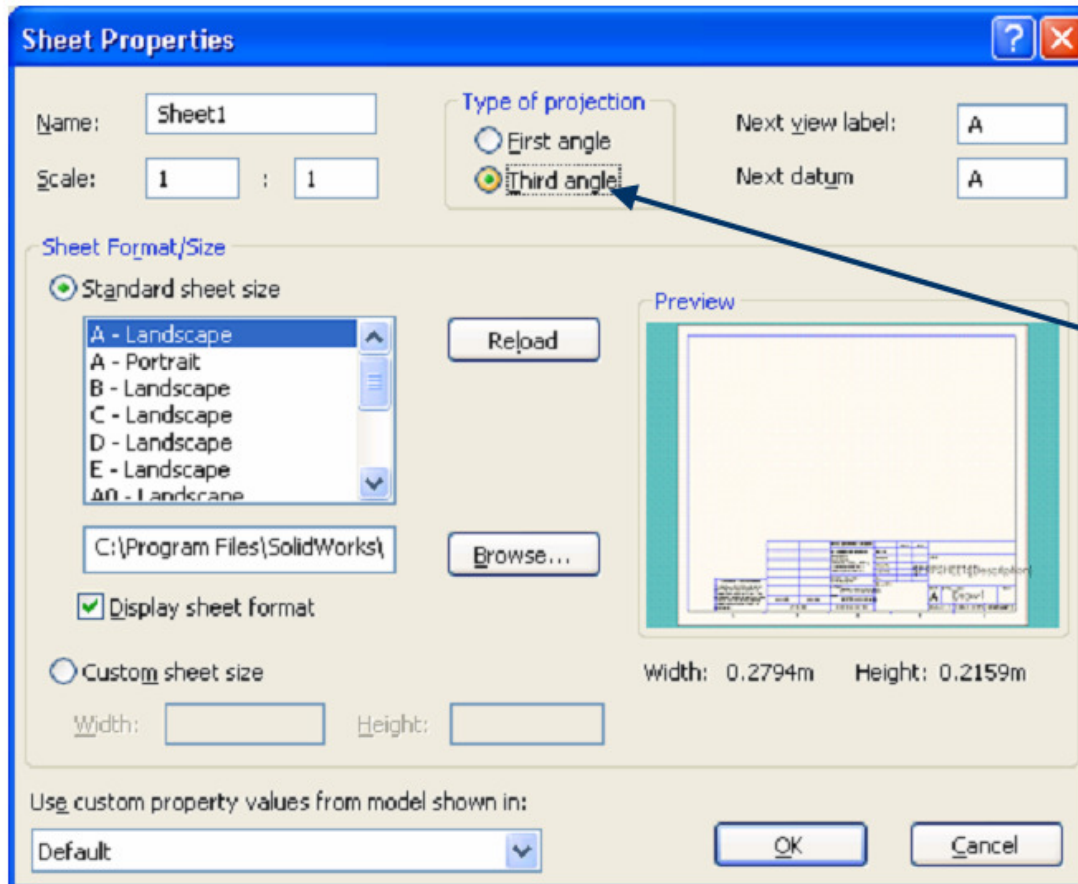 Sheet Properties
Name: Sheet1
Scale: 1 : 1
Type of projection
First angle
Third angle
Next view label: A
Next datum A
Sheet Format/Size
Standard sheet size
A - Landscape
A - Portrait
B - Landscape
C - Landscape
D - Landscape
E - Landscape
A0 - Landscape
Reload
C:\Program Files\SolidWorks\
Browse...
Display sheet format
Custom sheet size
Width:
Height:
Preview
A
Width: 0.2794m Height: 0.2159m
Use custom property values from model shown in:
Default
OK
Cancel